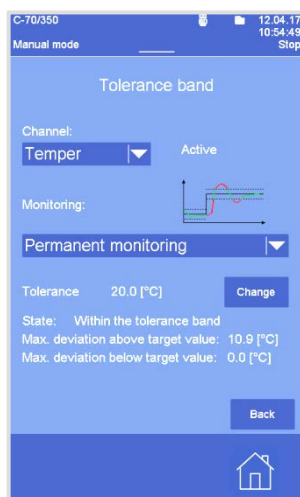 C-70/350 12.04.17
10:54:49
Manual mode Stop
Tolerance band
Channel:
Temper Active
Monitoring:
Permanent monitoring
Tolerance 20.0 [°C] Change
State: Within the tolerance band
Max. deviation above target value: 10.9 [°C]
Max. deviation below target value: 0.0 [°C]
Back